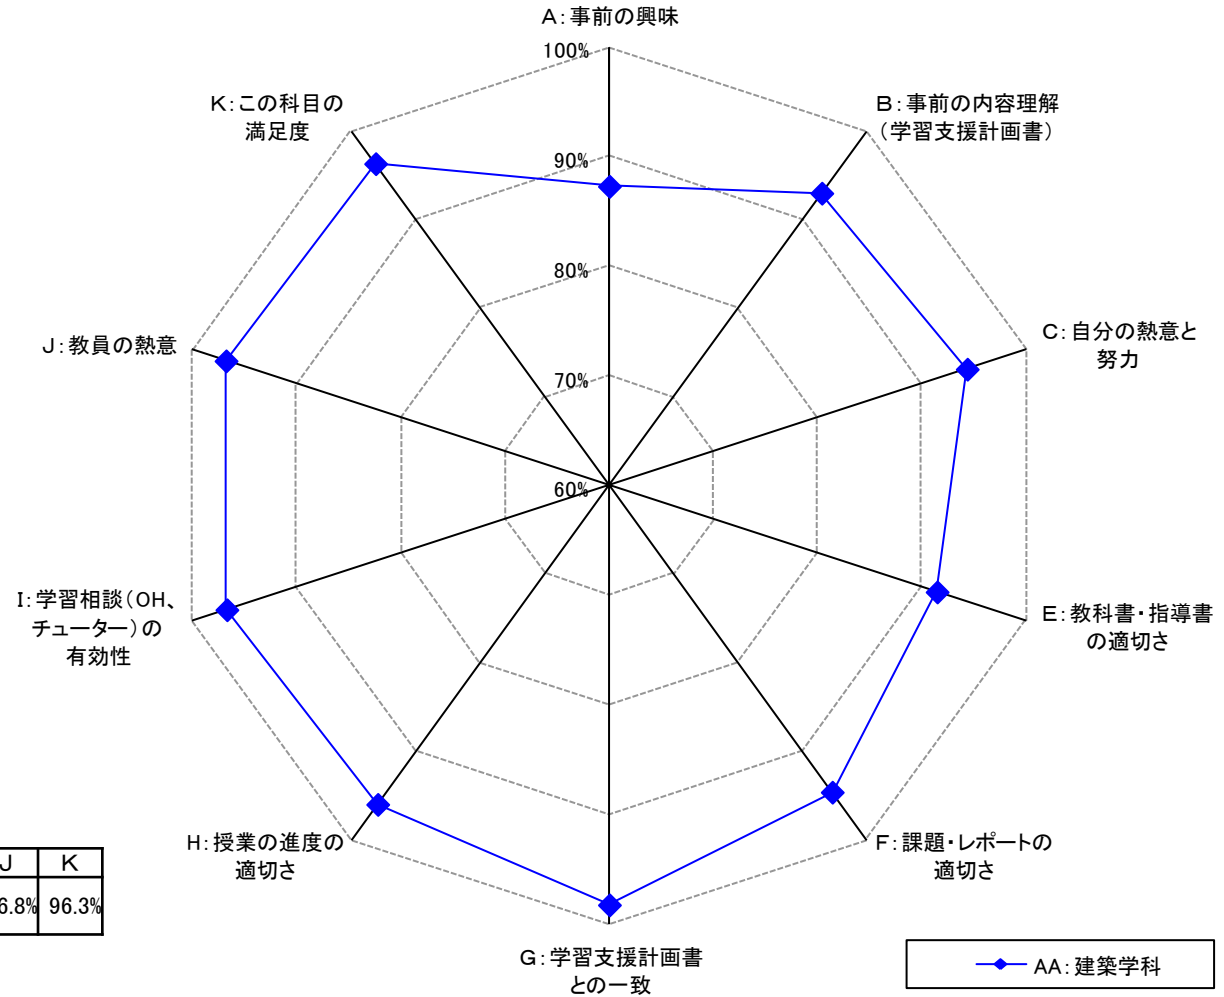 A：事前の興味
100%
K：この科目の
満足度
B：事前の内容理解
（学習支援計画書）
90%
80%
J：教員の熱意
C：自分の熱意と
努力
70%
60%
I：学習相談（OH、
チューター）の
有効性
E：教科書・指導書
の適切さ
H：授業の進度の
適切さ
F：課題・レポートの
適切さ
J K
6.8% 96.3%
G：学習支援計画書
との一致
AA：建築学科